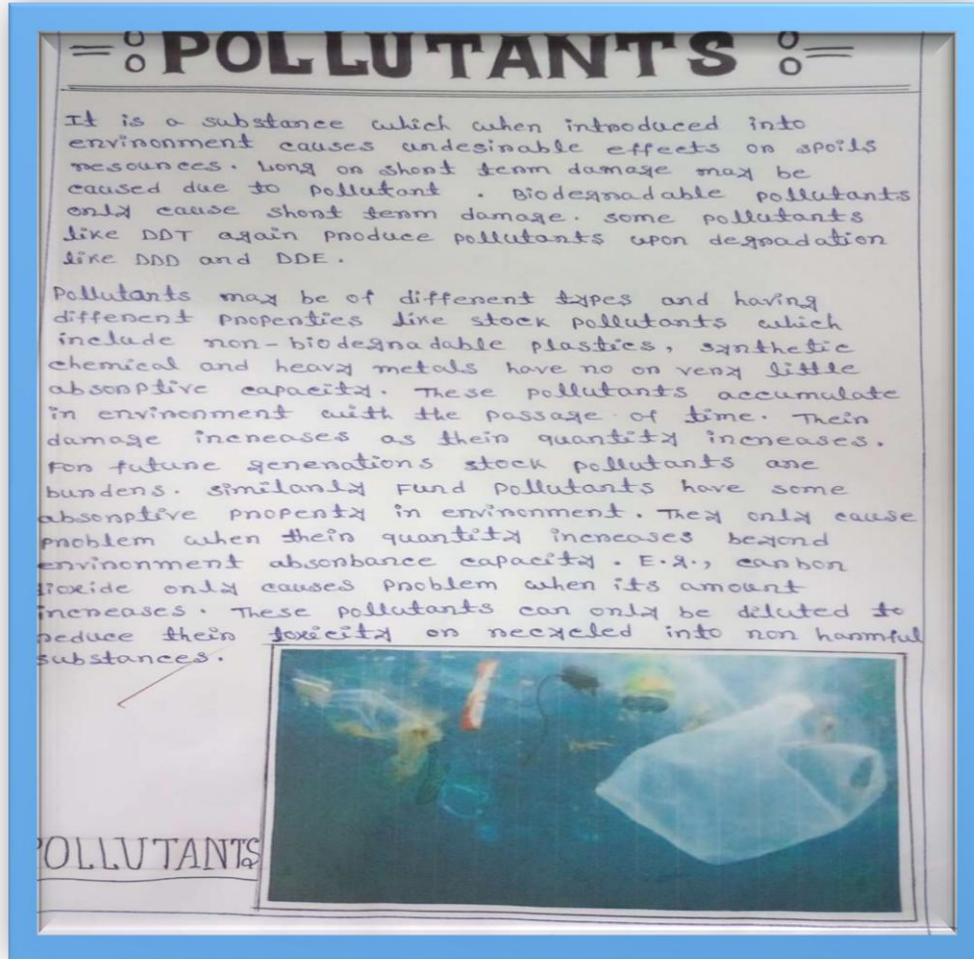 =: POLLUTANTS :=
It is a substance which when introduced into
environment causes undesirable effects or spoils
resources. Long or short term damage may be
caused due to pollutant. Biodegradable pollutants
only cause short term damage. some pollutants
like DDT again produce pollutants upon degradation
like DDD and DDE.
Pollutants may be of different types and having
different properties like stock pollutants which
include non-biodegradable plastics, synthetic
chemical and heavy metals have no or very little
absorptive capacity. These pollutants accumulate
in environment with the passage of time. Their
damage increases as their quantity increases.
For future generations stock pollutants are
burdens. Similarly Fund Pollutants have some
absorptive property in environment. They only cause
problem when their quantity increases beyond
environment absorbance capacity. E.g., carbon
dioxide only causes problem when its amount
increases. These pollutants can only be diluted to
reduce their toxicity or recycled into non harmful
substances.
POLLUTANTS